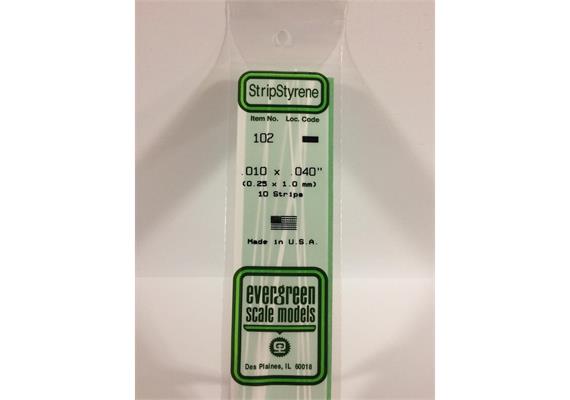 StripStyrene
Item No. Loc. Code
102
.010 x .040"
(0.25 x 1.0 mm)
10 Strips
Made in U.S.A.
evergreen
scale models
Des Plaines, IL 60018